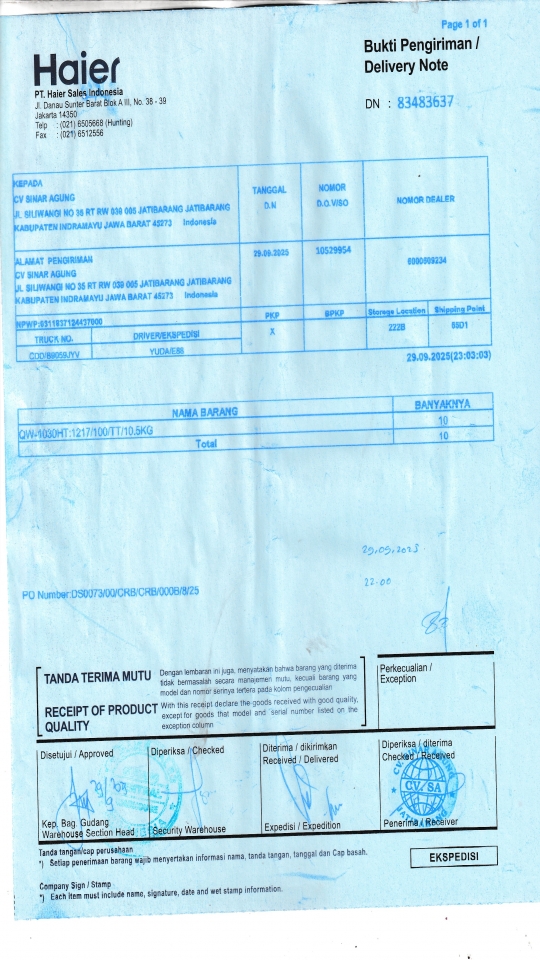 Page 1 of 1
Haier
Bukti Pengiriman /
Delivery Note
PT. Haier Sales Indonesia
Jl. Danau Sunter Barat Blok A III, No. 38 - 39
Jakarta 14350
Telp : (021) 6505668 (Hunting)
Fax : (021) 6512556
DN : 83483637
KEPADA
CV SINAR AGUNG
JL SILIWANGI NO 35 RT RW 039 005 JATIBARANG JATIBARANG
KABUPATEN INDRAMAYU JAWA BARAT 45273 Indonesia
TANGGAL
D.N
NOMOR
D.O.V/SO
NOMOR DEALER
ALAMAT PENGIRIMAN
CV SINAR AGUNG
JL SILIWANGI NO 35 RT RW 039 005 JATIBARANG JATIBARANG
KABUPATEN INDRAMAYU JAWA BARAT 45273 Indonesia
29.09.2025
10529954
PKP
BPKP
Storage Location
Shipping Point
TRUCK NO.
DRIVER/EKSPEDISI
X
222B
YUDA/E88
29.09.2025(23:03:03)
NAMA BARANG
BANYAKNYA
QW-103DHT:1217/100/TT/10.5KG
10
Total
10
22.00
PO Number:DS0073/00/CRB/CRB/000B/8/25
TANDA TERIMA MUTU
Dengan lembaran ini juga, menyatakan bahwa barang yang diterima
tidak bermasalah secara manajemen mutu, kecuali barang yang
model dan nomor serinya tertera pada kolom pengecualian
RECEIPT OF PRODUCT
QUALITY
With this receipt declare the goods received with good quality,
except for goods that model and serial number listed on the
exception column
Perkecualian /
Exception
Disetujui / Approved
Diperiksa / Checked
Diterima / dikirimkan
Received / Delivered
Diperiksa / diterima
Checked / Received
CV. SINAR AGUNG
CV. SA
Kep. Bag. Gudang
Warehouse Section Head
Security Warehouse
Expedisi / Expedition
Penerima / Receiver
Tanda tangan/cap perusahaan
*) Setiap penerimaan barang wajib menyertakan informasi nama, tanda tangan, tanggal dan Cap basah.
EKSPEDISI
Company Sign / Stamp
*) Each item must include name, signature, date and wet stamp information.